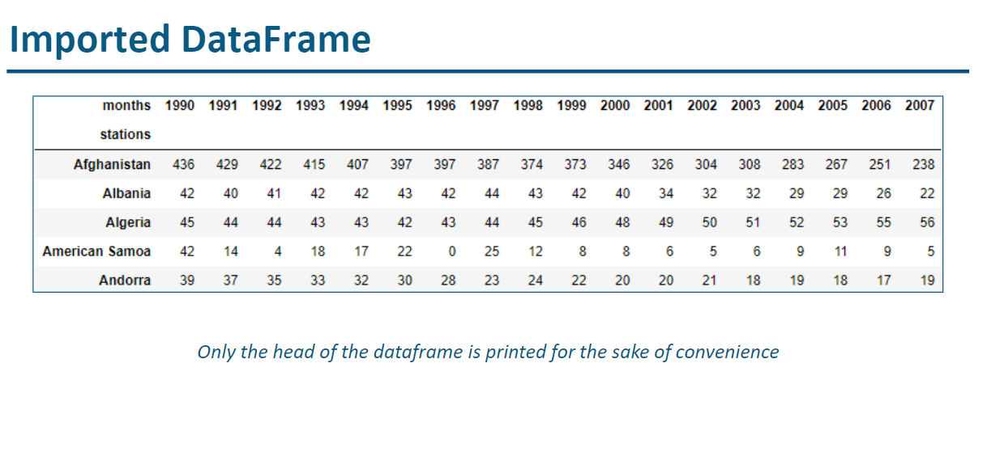 Imported DataFrame
months 1990 1991 1992 1993 1994 1995 1996 1997 1998 1999 2000 2001 2002 2003 2004 2005 2006 2007
stations
Afghanistan 436 429 422 415 407 397 397 387 374 373 346 326 304 308 283 267 251 238
Albania 42 40 41 42 42 43 42 44 43 42 40 34 32 32 29 29 26 22
Algeria 45 44 44 43 43 42 43 44 45 46 48 49 50 51 52 53 55 56
American Samoa 42 14 4 18 17 22 0 25 12 8 8 6 5 6 9 11 9 5
Andorra 39 37 35 33 32 30 28 23 24 22 20 20 21 18 19 18 17 19
Only the head of the dataframe is printed for the sake of convenience